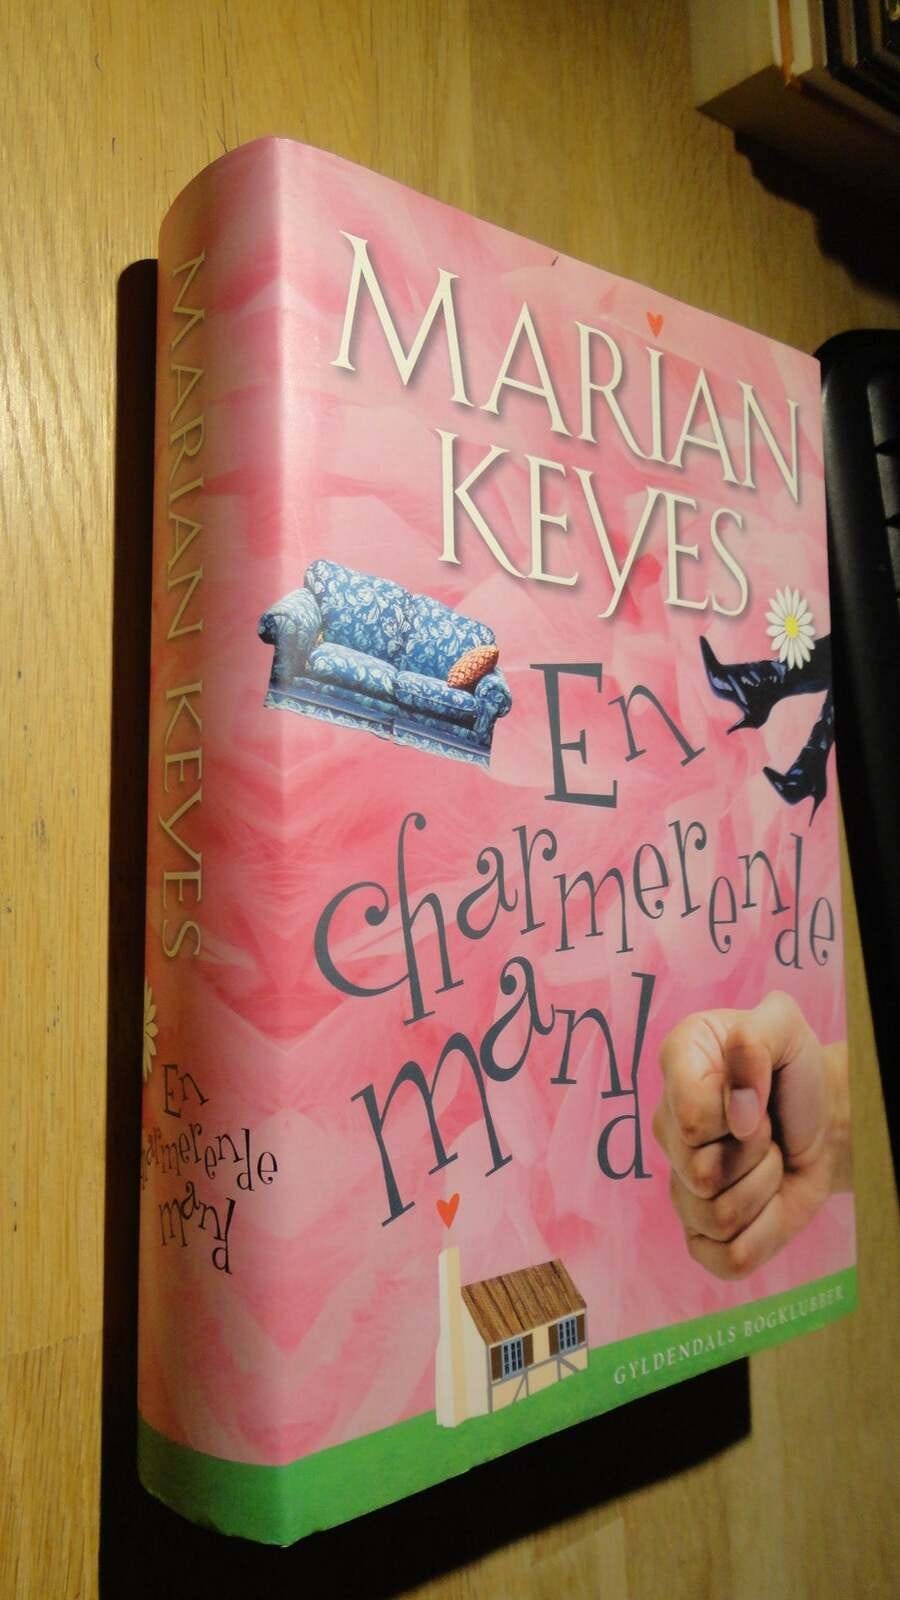 MARIAN
KEYES
En
charmerende
mand
GYLDENDALS BOGKLUBBER
MARIAN KEYES
En
charmerende
mand